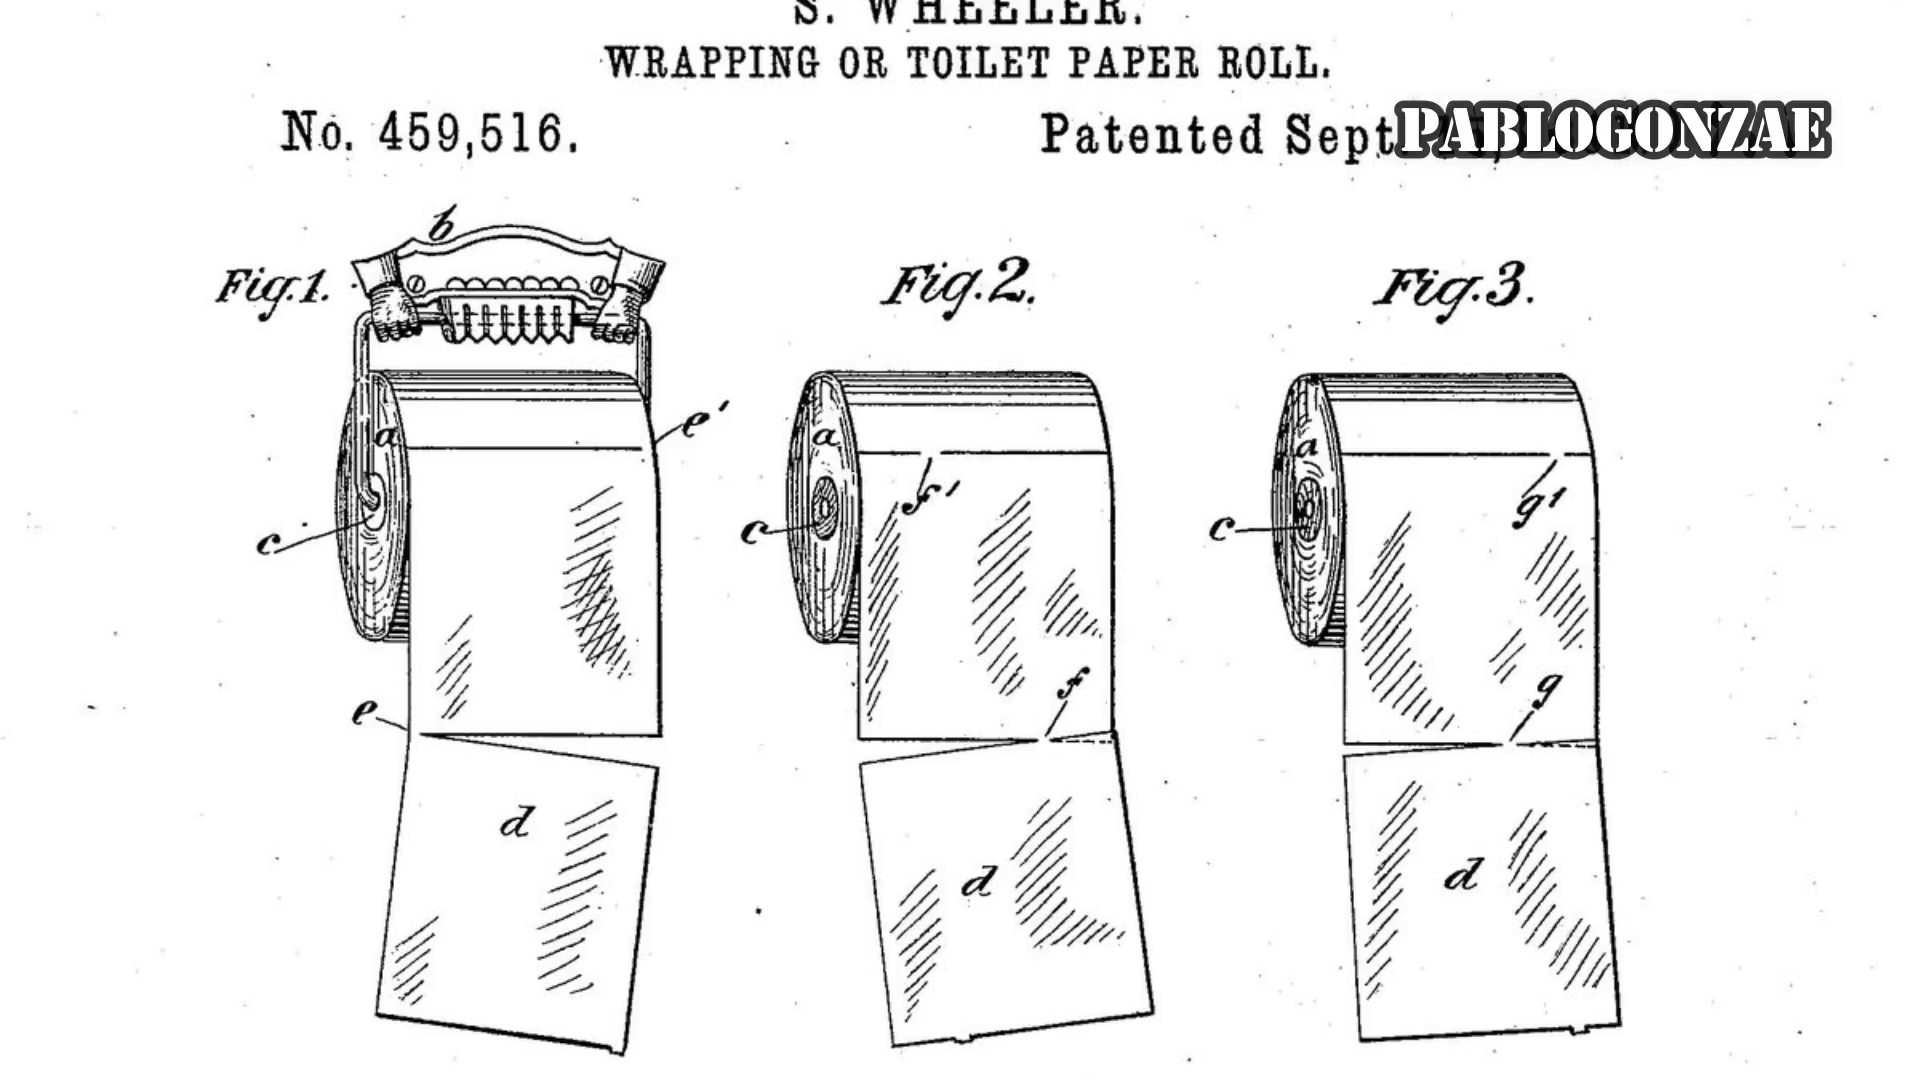 S. WHEELER.
WRAPPING OR TOILET PAPER ROLL.
No. 459,516.
Patented Sept.
PABLOGONZAE
b
Fig.1.
Fig.2.
Fig.3.
a
e'
c
e
d
a
f'
c
f
d
a
g'
c
g
d